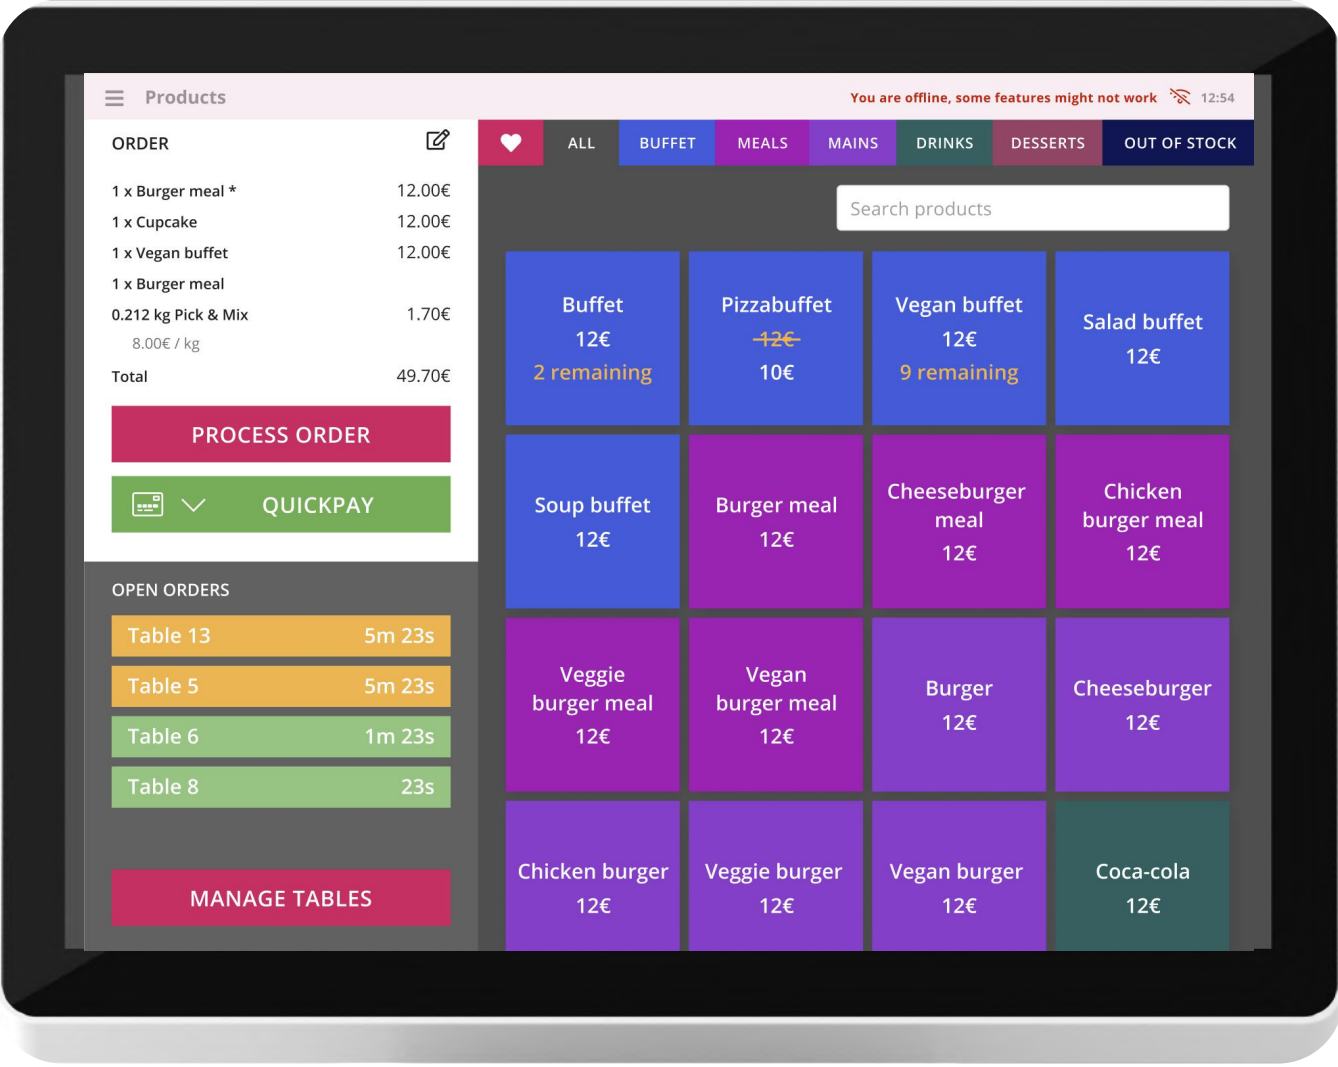 Products
You are offline, some features might not work 12:54
ORDER
1 x Burger meal * 12.00€
1 x Cupcake 12.00€
1 x Vegan buffet 12.00€
1 x Burger meal
0.212 kg Pick & Mix 1.70€
8.00€ / kg
Total 49.70€
PROCESS ORDER
QUICKPAY
OPEN ORDERS
Table 13 5m 23s
Table 5 5m 23s
Table 6 1m 23s
Table 8 23s
MANAGE TABLES
ALL BUFFET MEALS MAINS DRINKS DESSERTS OUT OF STOCK
Search products
Buffet
12€
2 remaining
Pizzabuffet
12€
10€
Vegan buffet
12€
9 remaining
Salad buffet
12€
Soup buffet
12€
Burger meal
12€
Cheeseburger
meal
12€
Chicken
burger meal
12€
Veggie
burger meal
12€
Vegan
burger meal
12€
Burger
12€
Cheeseburger
12€
Chicken burger
12€
Veggie burger
12€
Vegan burger
12€
Coca-cola
12€